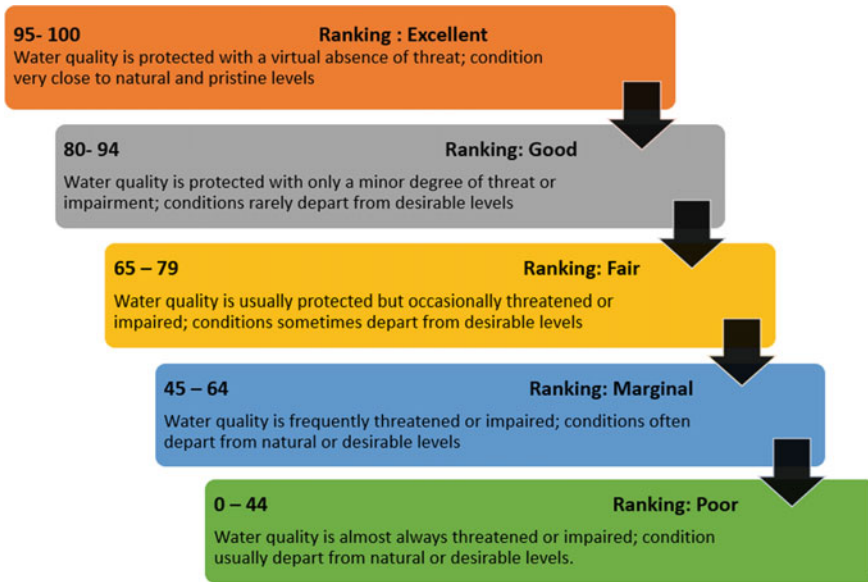 95- 100 Ranking : Excellent
Water quality is protected with a virtual absence of threat; condition
very close to natural and pristine levels
80- 94 Ranking: Good
Water quality is protected with only a minor degree of threat or
impairment; conditions rarely depart from desirable levels
65 – 79 Ranking: Fair
Water quality is usually protected but occasionally threatened or
impaired; conditions sometimes depart from desirable levels
45 – 64 Ranking: Marginal
Water quality is frequently threatened or impaired; conditions often
depart from natural or desirable levels
0 – 44 Ranking: Poor
Water quality is almost always threatened or impaired; condition
usually depart from natural or desirable levels.